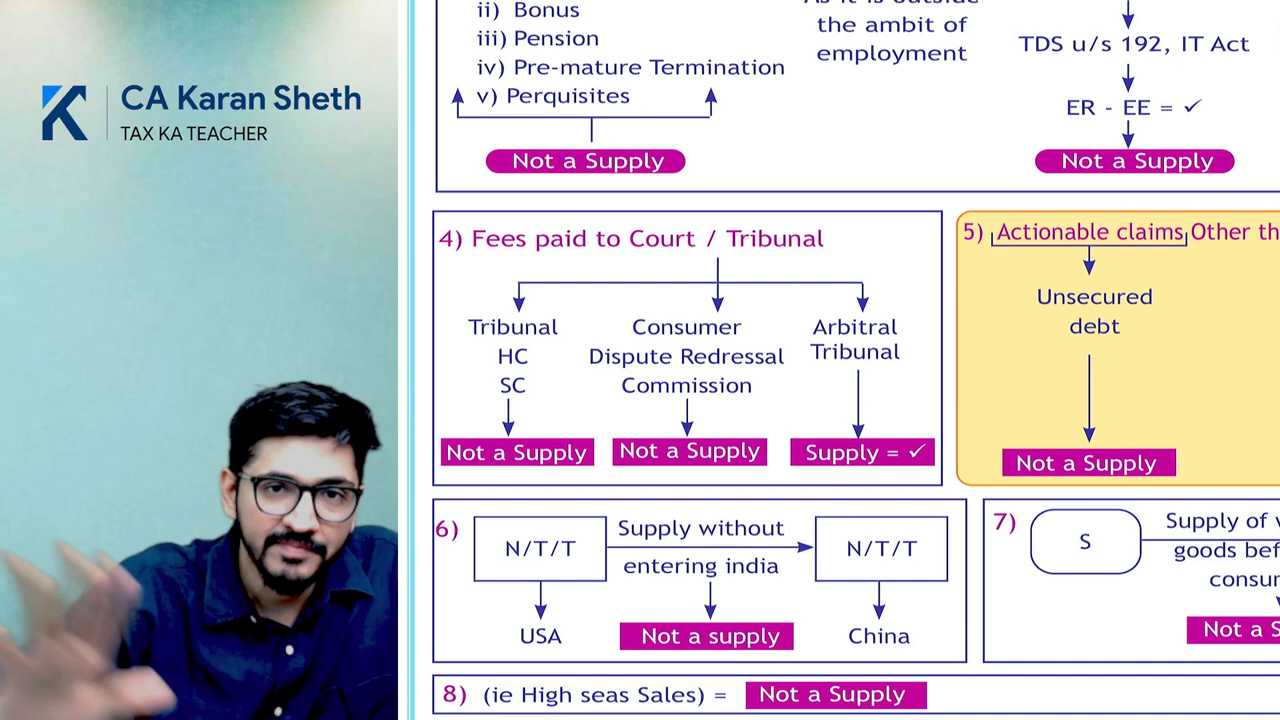 CA Karan Sheth
TAX KA TEACHER
ii) Bonus
iii) Pension
iv) Pre-mature Termination
v) Perquisites
Not a Supply
the ambit of
employment
TDS u/s 192, IT Act
ER - EE = ✓
Not a Supply
4) Fees paid to Court / Tribunal
Tribunal
HC
SC
Not a Supply
Consumer
Dispute Redressal
Commission
Not a Supply
Arbitral
Tribunal
Supply = ✓
5) Actionable claims Other
Unsecured
debt
Not a Supply
6)
N/T/T
Supply without
entering india
N/T/T
USA
Not a supply
China
7)
S
Supply of
goods
Not a
8) (ie High seas Sales) = Not a Supply